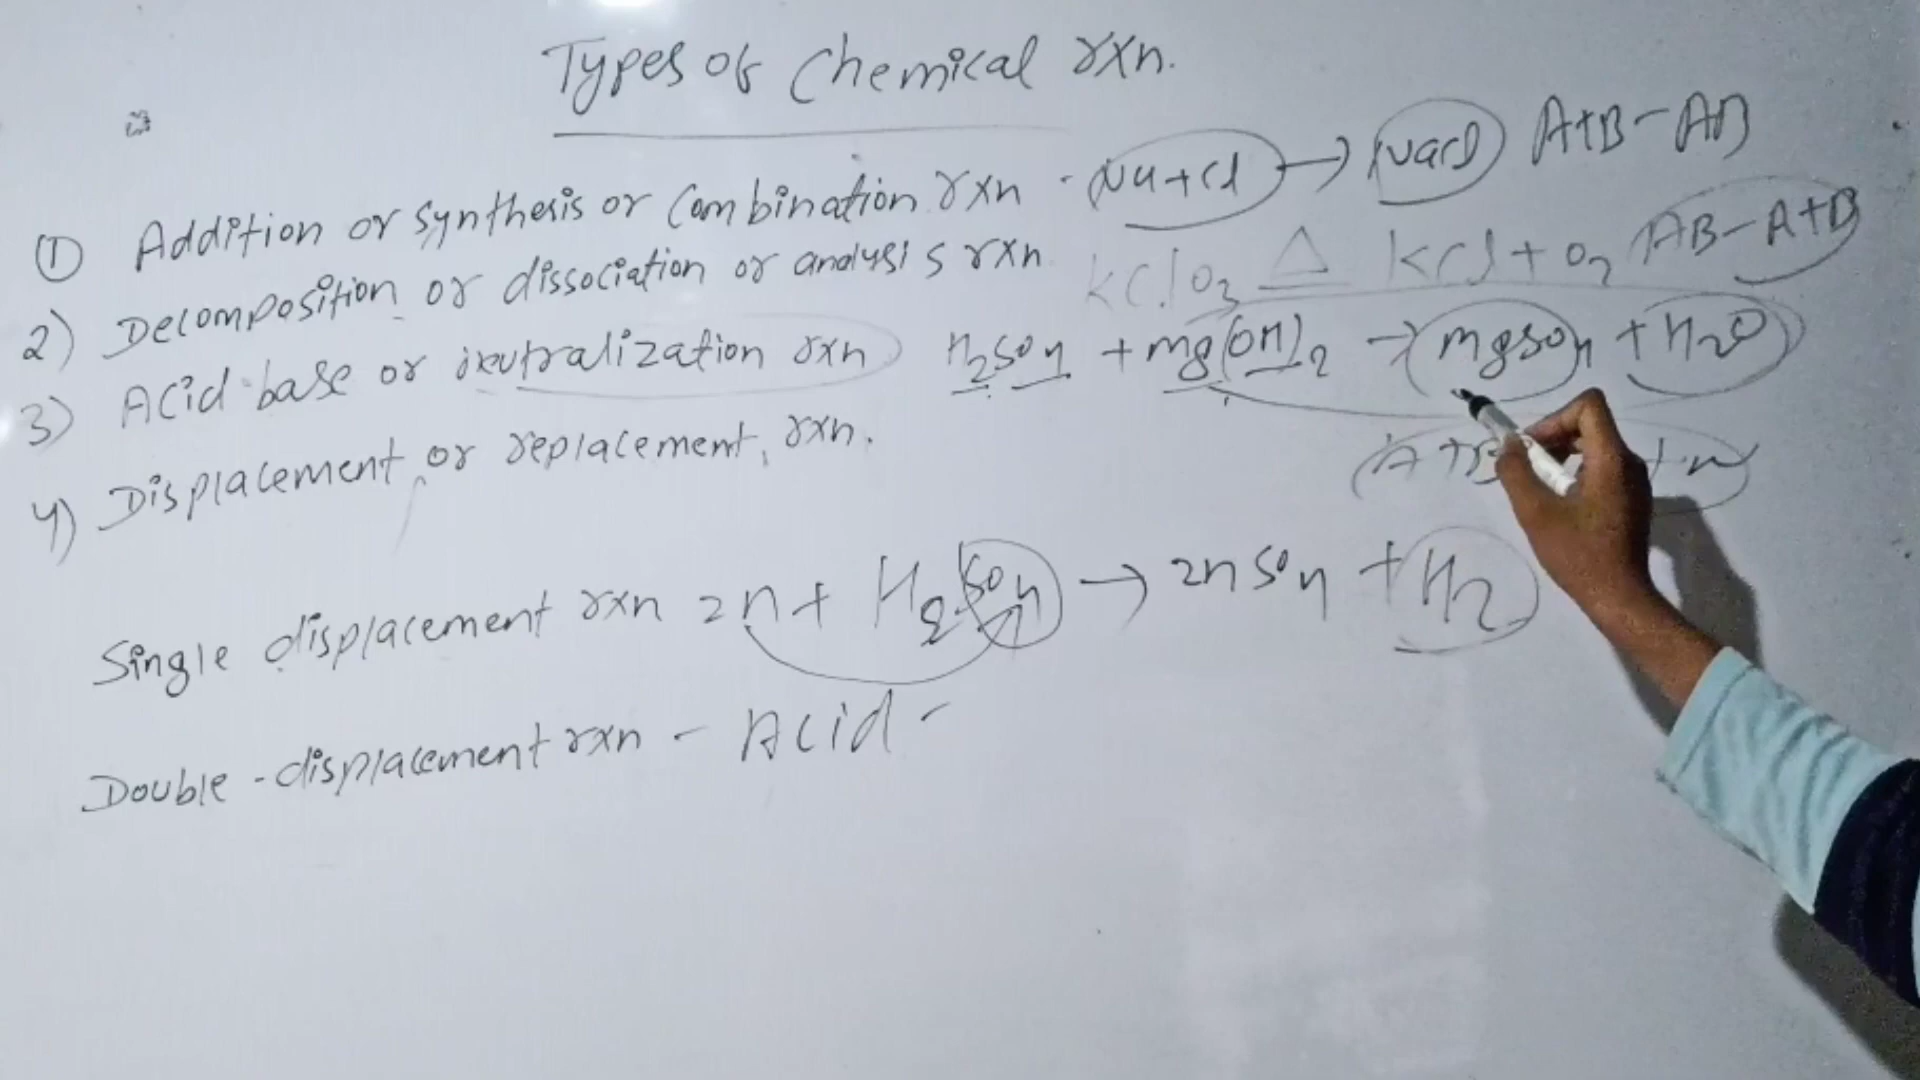 Types of Chemical rxn.
① Addition or synthesis or Combination rxn - Na+Cl → NaCl A+B-AB
2) Decomposition or dissociation or analysis rxn KClO3 △ KCl+O2 AB-A+B
3) Acid-base or neutralization rxn H2SO4 +mg(OH)2 → mgSO4 +H2O
4) Displacement or replacement rxn.
Single displacement rxn Zn + H2SO4 → ZnSO4 + H2
Double-displacement rxn - Acid -